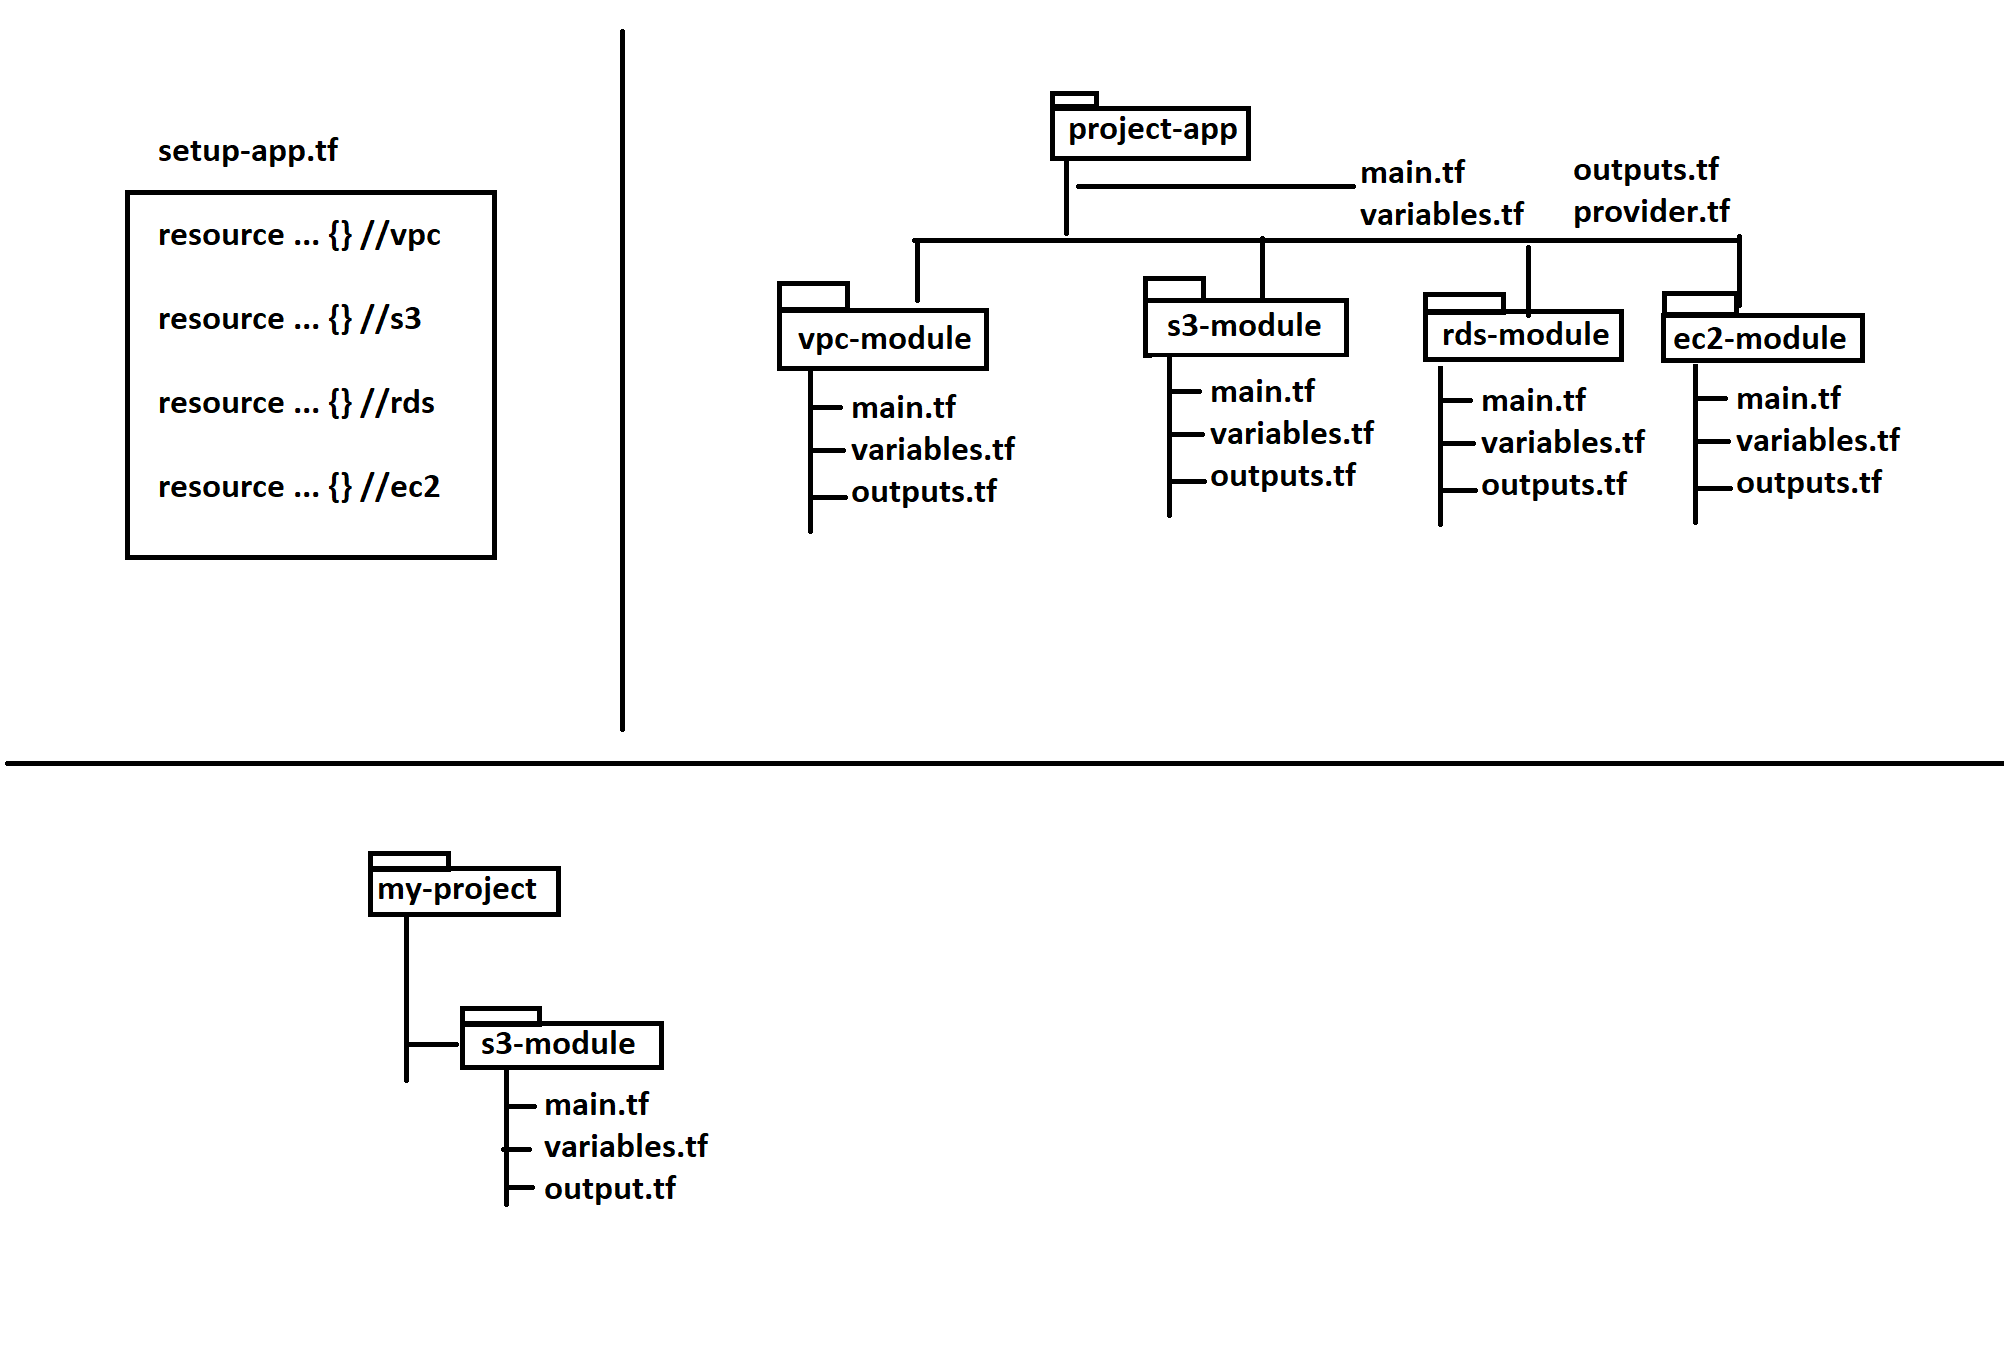 setup-app.tf
resource ... {} //vpc
resource ... {} //s3
resource ... {} //rds
resource ... {} //ec2
project-app
main.tf
variables.tf
outputs.tf
provider.tf
vpc-module
main.tf
variables.tf
outputs.tf
s3-module
main.tf
variables.tf
outputs.tf
rds-module
main.tf
variables.tf
outputs.tf
ec2-module
main.tf
variables.tf
outputs.tf
my-project
s3-module
main.tf
variables.tf
output.tf